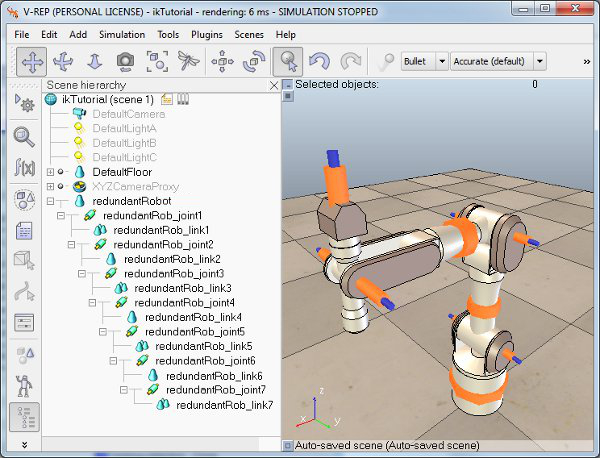 V-REP (PERSONAL LICENSE) - ikTutorial - rendering: 6 ms - SIMULATION STOPPED
File Edit Add Simulation Tools Plugins Scenes Help
Bullet Accurate (default) »
Scene hierarchy
Selected objects: 0
ikTutorial (scene 1)
DefaultCamera
DefaultLightA
DefaultLightB
DefaultLightC
DefaultFloor
XYZCameraProxy
redundantRobot
redundantRob_joint1
redundantRob_link1
redundantRob_joint2
redundantRob_link2
redundantRob_joint3
redundantRob_link3
redundantRob_joint4
redundantRob_link4
redundantRob_joint5
redundantRob_link5
redundantRob_joint6
redundantRob_link6
redundantRob_joint7
redundantRob_link7
f(x)
z
x y
Auto-saved scene (Auto-saved scene)